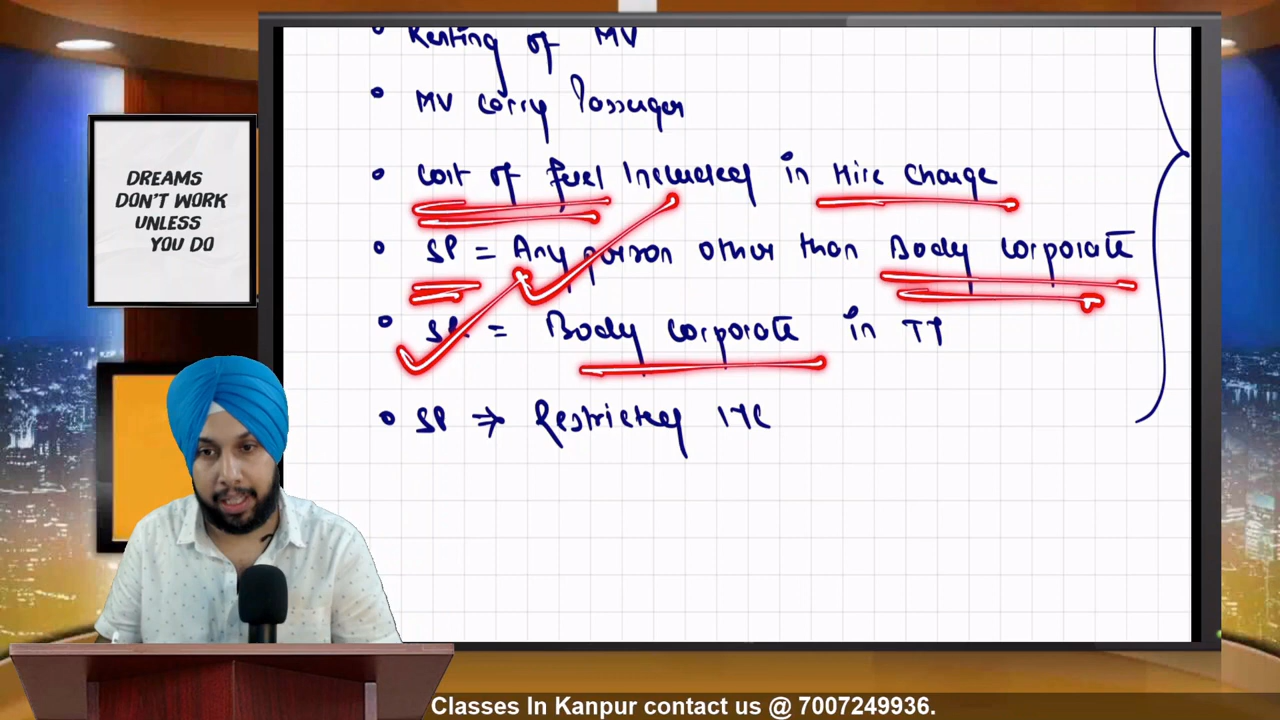 • Renting of MV
• MV carry Passenger
• Cost of fuel Included in Hire Charge
• SP = Any person other than Body Corporate
• SR = Body Corporate in TT
• SP ⇒ Restricted ITC
DREAMS
DON'T WORK
UNLESS
YOU DO
Classes In Kanpur contact us @ 7007249936.